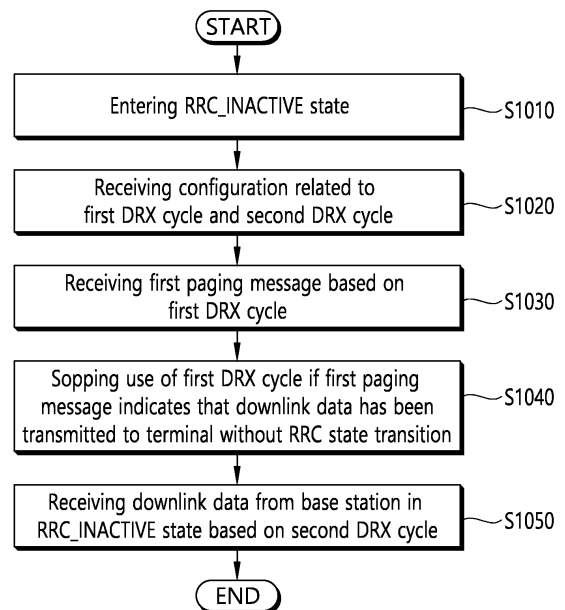 START
Entering RRC_INACTIVE state
S1010
Receiving configuration related to
first DRX cycle and second DRX cycle
S1020
Receiving first paging message based on
first DRX cycle
S1030
Sopping use of first DRX cycle if first paging
message indicates that downlink data has been
transmitted to terminal without RRC state transition
S1040
Receiving downlink data from base station in
RRC_INACTIVE state based on second DRX cycle
S1050
END